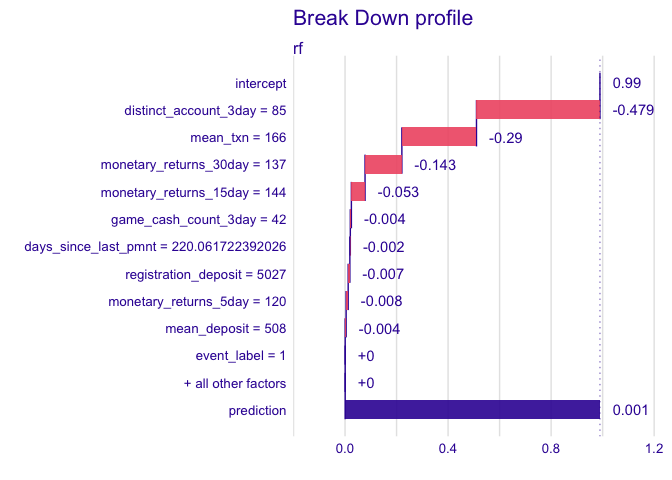 Break Down profile
rf
intercept 0.99
distinct_account_3day = 85 -0.479
mean_txn = 166 -0.29
monetary_returns_30day = 137 -0.143
monetary_returns_15day = 144 -0.053
game_cash_count_3day = 42 -0.004
days_since_last_pmnt = 220.061722392026 -0.002
registration_deposit = 5027 -0.007
monetary_returns_5day = 120 -0.008
mean_deposit = 508 -0.004
event_label = 1 +0
+ all other factors +0
prediction 0.001
0.0 0.4 0.8 1.2